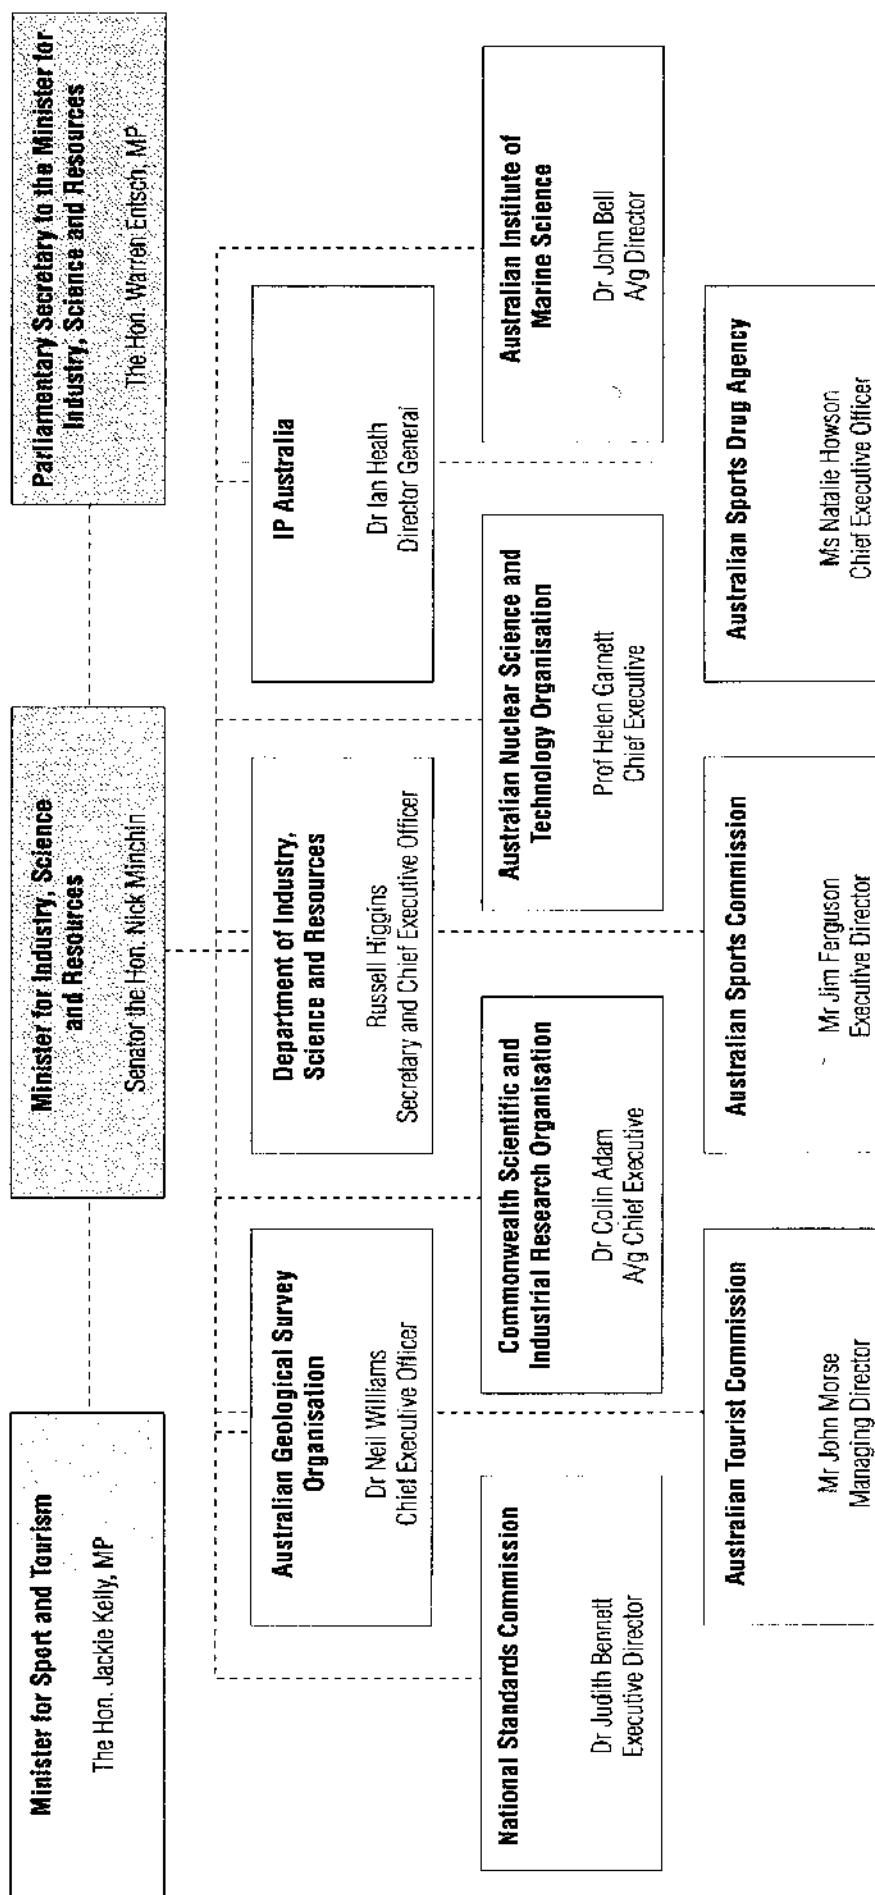 Minister for Sport and Tourism
The Hon. Jackie Kelly, MP
Minister for Industry, Science
and Resources
Senator the Hon. Nick Minchin
Parliamentary Secretary to the Minister for
Industry, Science and Resources
The Hon. Warren Entsch, MP
Australian Geological Survey
Organisation
Dr Neil Williams
Chief Executive Officer
Department of Industry,
Science and Resources
Russell Higgins
Secretary and Chief Executive Officer
IP Australia
Dr Ian Heath
Director General
National Standards Commission
Dr Judith Bennett
Executive Director
Commonwealth Scientific and
Industrial Research Organisation
Dr Colin Adam
A/g Chief Executive
Australian Nuclear Science and
Technology Organisation
Prof Helen Garnett
Chief Executive
Australian Institute of
Marine Science
Dr John Bell
A/g Director
Australian Tourist Commission
Mr John Morse
Managing Director
Australian Sports Commission
Mr Jim Ferguson
Executive Director
Australian Sports Drug Agency
Ms Natalie Howson
Chief Executive Officer